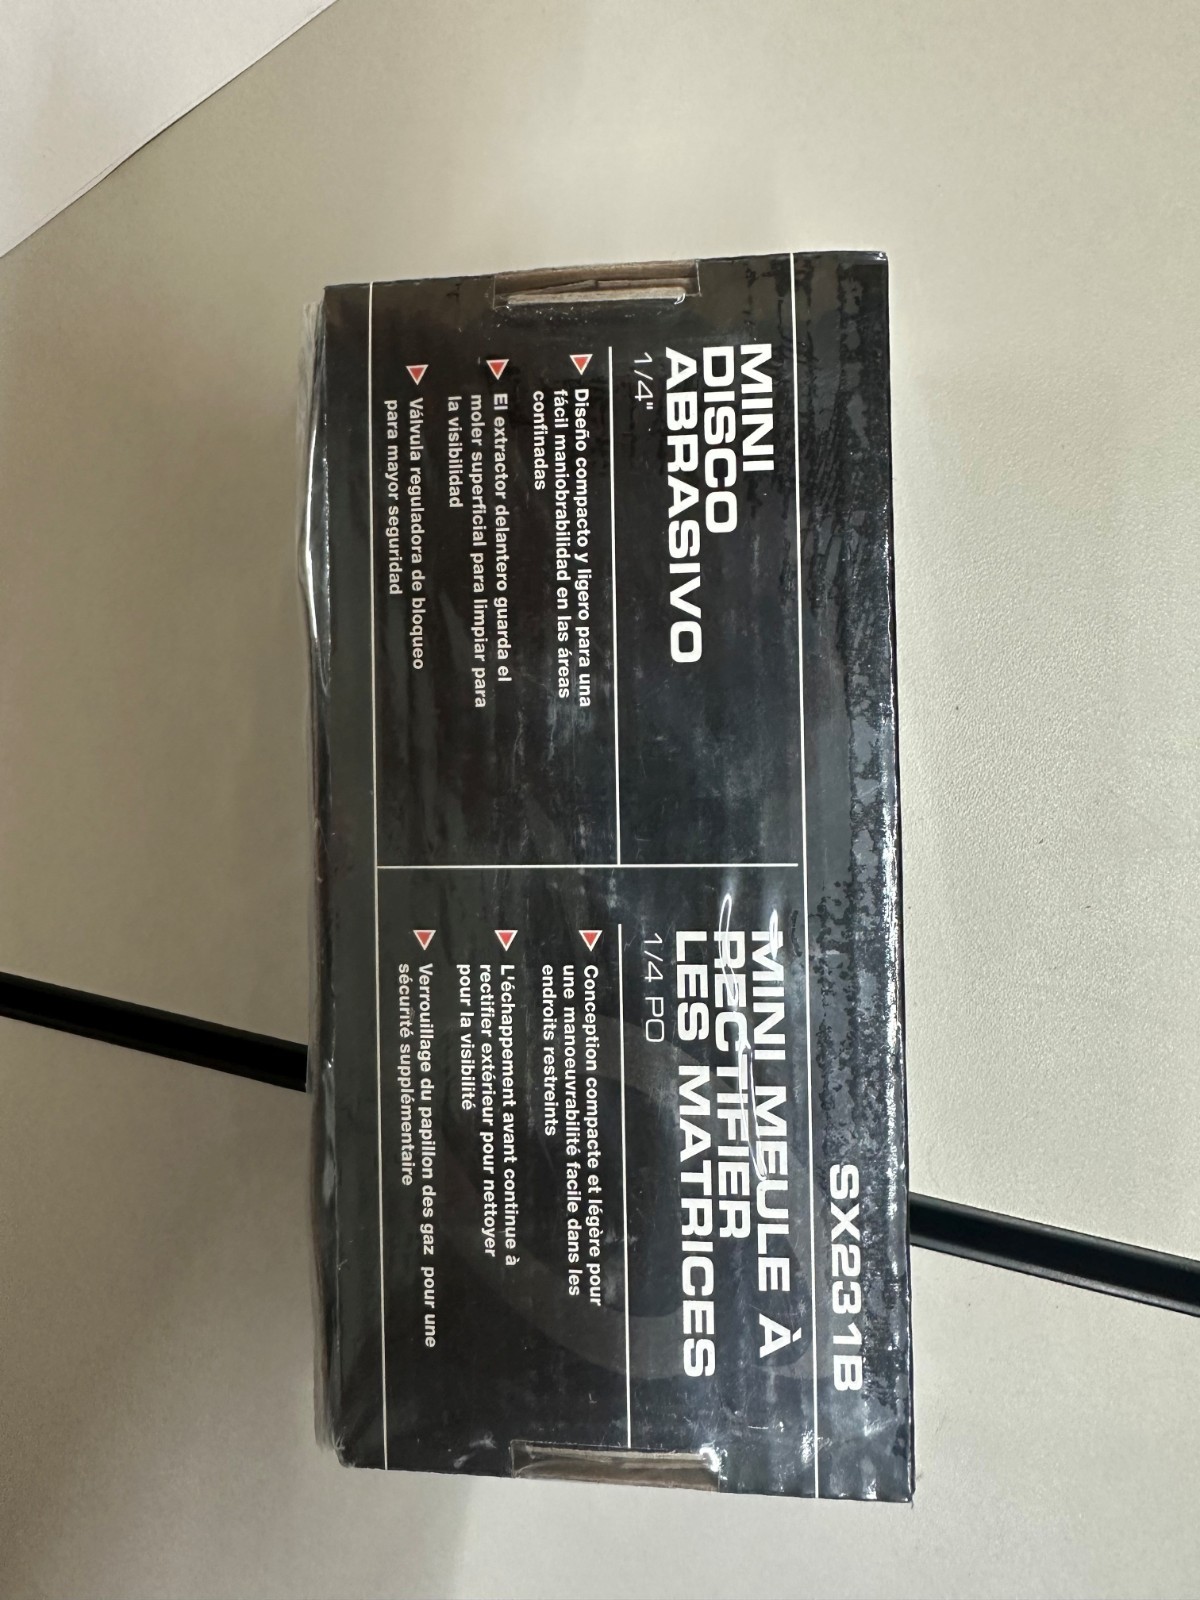 SX231B
MINI
DISCO
ABRASIVO
1/4"
Diseño compacto y ligero para una
fácil maniobrabilidad en las áreas
confinadas
El extractor delantero guarda el
moler superficial para limpiar para
la visibilidad
Válvula reguladora de bloqueo
para mayor seguridad
MINI MEULE À
RECTIFIER
LES MATRICES
1/4 PO
Conception compacte et légère pour
une manoeuvrabilité facile dans les
endroits restreints
L'échappement avant continue à
rectifier extérieur pour nettoyer
pour la visibilité
Verrouillage du papillon des gaz pour une
sécurité supplémentaire